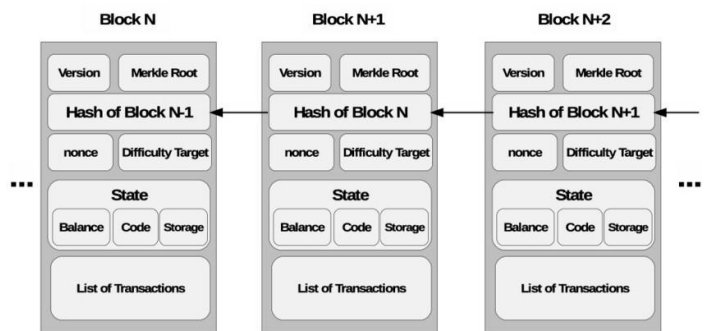 Block N
Block N+1
Block N+2
Version
Merkle Root
Version
Merkle Root
Version
Merkle Root
Hash of Block N-1
Hash of Block N
Hash of Block N+1
nonce
Difficulty Target
nonce
Difficulty Target
nonce
Difficulty Target
...
...
State
State
State
Balance
Code
Storage
Balance
Code
Storage
Balance
Code
Storage
List of Transactions
List of Transactions
List of Transactions